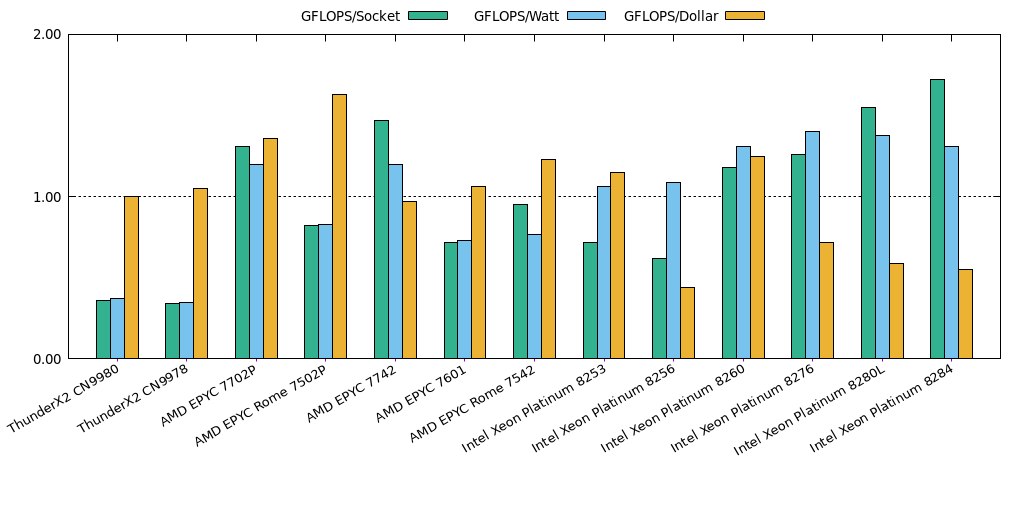 GFLOPS/Socket GFLOPS/Watt GFLOPS/Dollar
2.00
1.00
0.00
ThunderX2 CN9980
ThunderX2 CN9978
AMD EPYC 7702P
AMD EPYC Rome 7502P
AMD EPYC 7742
AMD EPYC 7601
AMD EPYC Rome 7542
Intel Xeon Platinum 8253
Intel Xeon Platinum 8256
Intel Xeon Platinum 8260
Intel Xeon Platinum 8276
Intel Xeon Platinum 8280L
Intel Xeon Platinum 8284